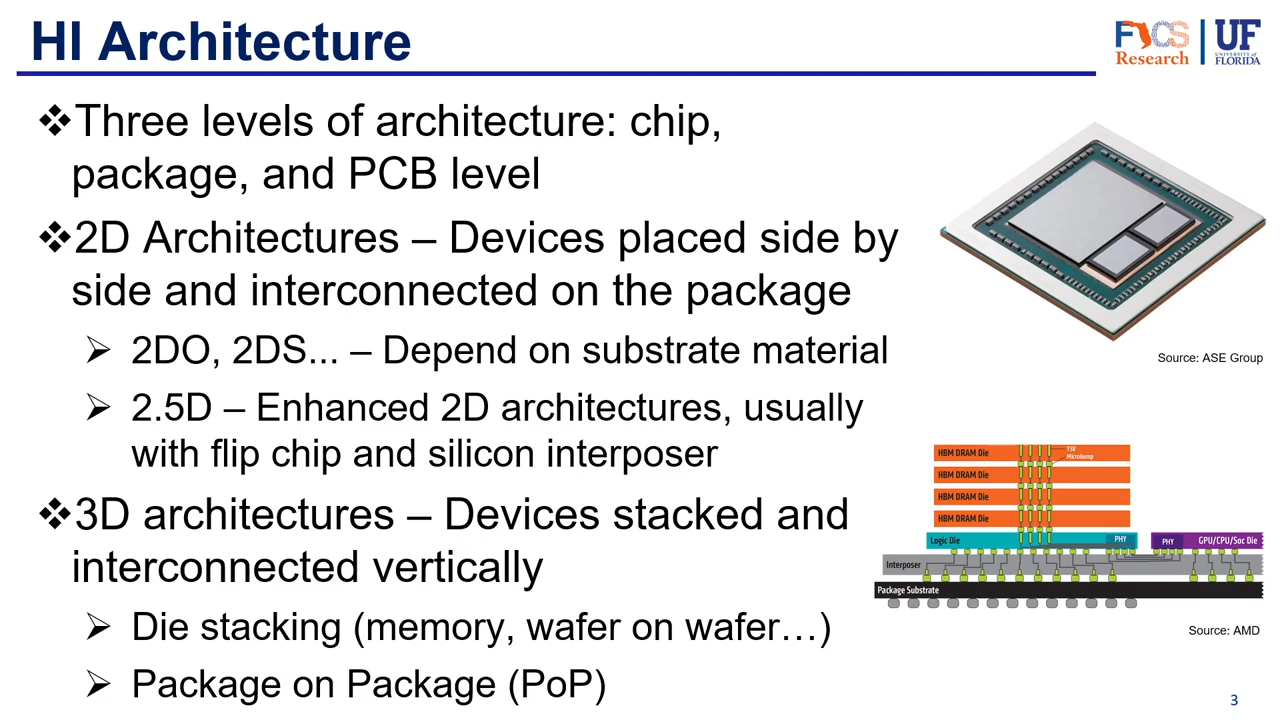 HI Architecture
FICS
Research
UF
UNIVERSITY of
FLORIDA
❖Three levels of architecture: chip,
package, and PCB level
❖2D Architectures – Devices placed side by
side and interconnected on the package
➢ 2DO, 2DS... – Depend on substrate material
➢ 2.5D – Enhanced 2D architectures, usually
with flip chip and silicon interposer
❖3D architectures – Devices stacked and
interconnected vertically
➢ Die stacking (memory, wafer on wafer…)
➢ Package on Package (PoP)
Source: ASE Group
HBM DRAM Die
TSV
Microbump
HBM DRAM Die
HBM DRAM Die
HBM DRAM Die
Logic Die
PHY
PHY
GPU/CPU/Soc Die
Interposer
Package Substrate
Source: AMD
3